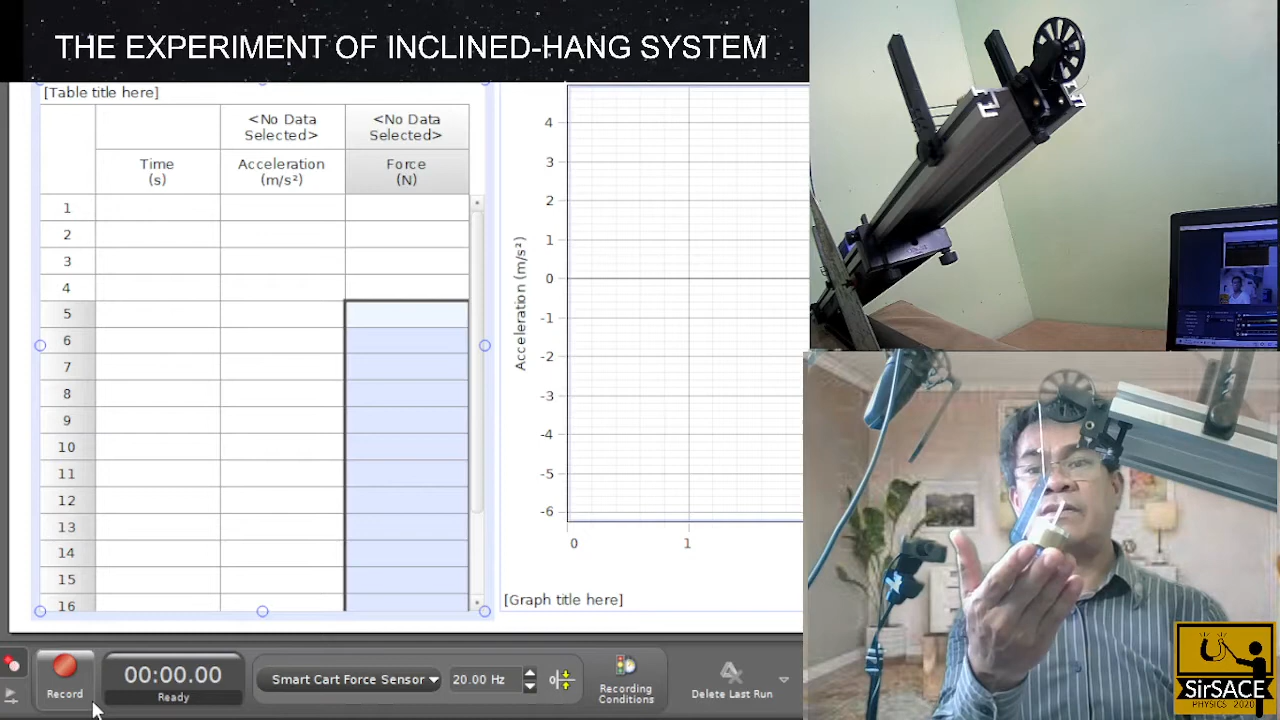 THE EXPERIMENT OF INCLINED-HANG SYSTEM
[Table title here]
<No Data Selected>
<No Data Selected>
Time (s)
Acceleration (m/s²)
Force (N)
1
2
3
4
5
6
7
8
9
10
11
12
13
14
15
16
Acceleration (m/s²)
4
3
2
1
0
-1
-2
-3
-4
-5
-6
0
1
[Graph title here]
Record
00:00.00
Ready
Smart Cart Force Sensor
20.00 Hz
Recording
Conditions
Delete Last Run
SirSACE
PHYSICS 2020